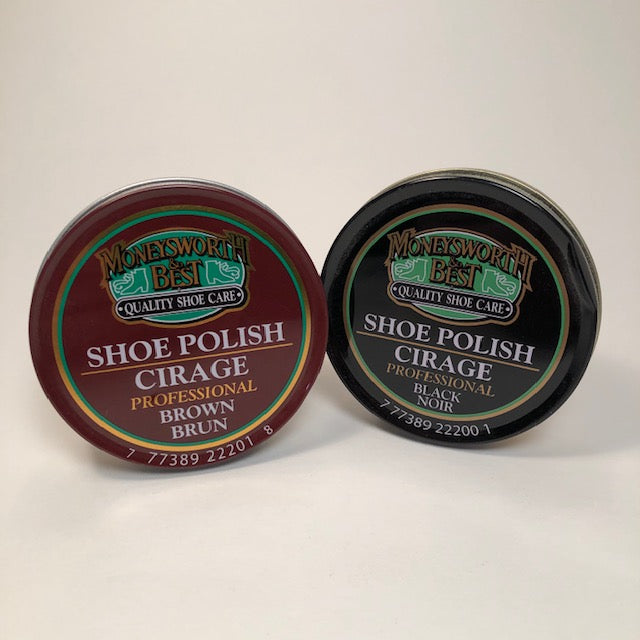 MONEYSWORTH
& BEST
• QUALITY SHOE CARE •
SHOE POLISH
CIRAGE
PROFESSIONAL
BROWN
BRUN
7 77389 22201 8
MONEYSWORTH
& BEST
• QUALITY SHOE CARE •
SHOE POLISH
CIRAGE
PROFESSIONAL
BLACK
NOIR
7 77389 22200 1